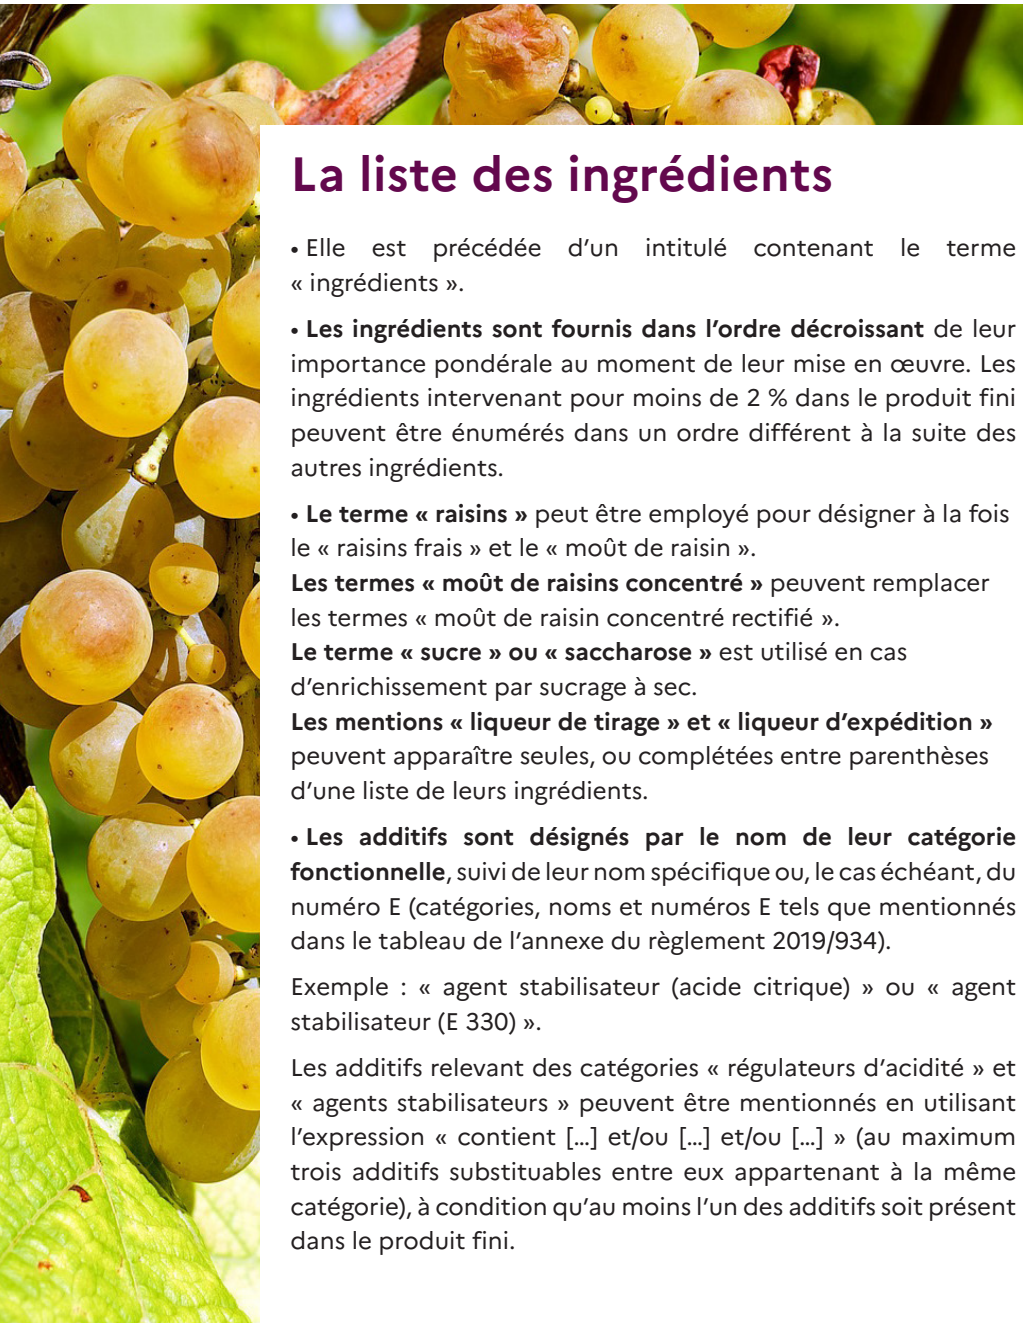 La liste des ingrédients
• Elle est précédée d’un intitulé contenant le terme
« ingrédients ».
• Les ingrédients sont fournis dans l’ordre décroissant de leur
importance pondérale au moment de leur mise en œuvre. Les
ingrédients intervenant pour moins de 2 % dans le produit fini
peuvent être énumérés dans un ordre différent à la suite des
autres ingrédients.
• Le terme « raisins » peut être employé pour désigner à la fois
le « raisins frais » et le « moût de raisin ».
Les termes « moût de raisins concentré » peuvent remplacer
les termes « moût de raisin concentré rectifié ».
Le terme « sucre » ou « saccharose » est utilisé en cas
d’enrichissement par sucrage à sec.
Les mentions « liqueur de tirage » et « liqueur d’expédition »
peuvent apparaître seules, ou complétées entre parenthèses
d’une liste de leurs ingrédients.
• Les additifs sont désignés par le nom de leur catégorie
fonctionnelle, suivi de leur nom spécifique ou, le cas échéant, du
numéro E (catégories, noms et numéros E tels que mentionnés
dans le tableau de l’annexe du règlement 2019/934).
Exemple : « agent stabilisateur (acide citrique) » ou « agent
stabilisateur (E 330) ».
Les additifs relevant des catégories « régulateurs d’acidité » et
« agents stabilisateurs » peuvent être mentionnés en utilisant
l’expression « contient […] et/ou […] et/ou […] » (au maximum
trois additifs substituables entre eux appartenant à la même
catégorie), à condition qu’au moins l’un des additifs soit présent
dans le produit fini.